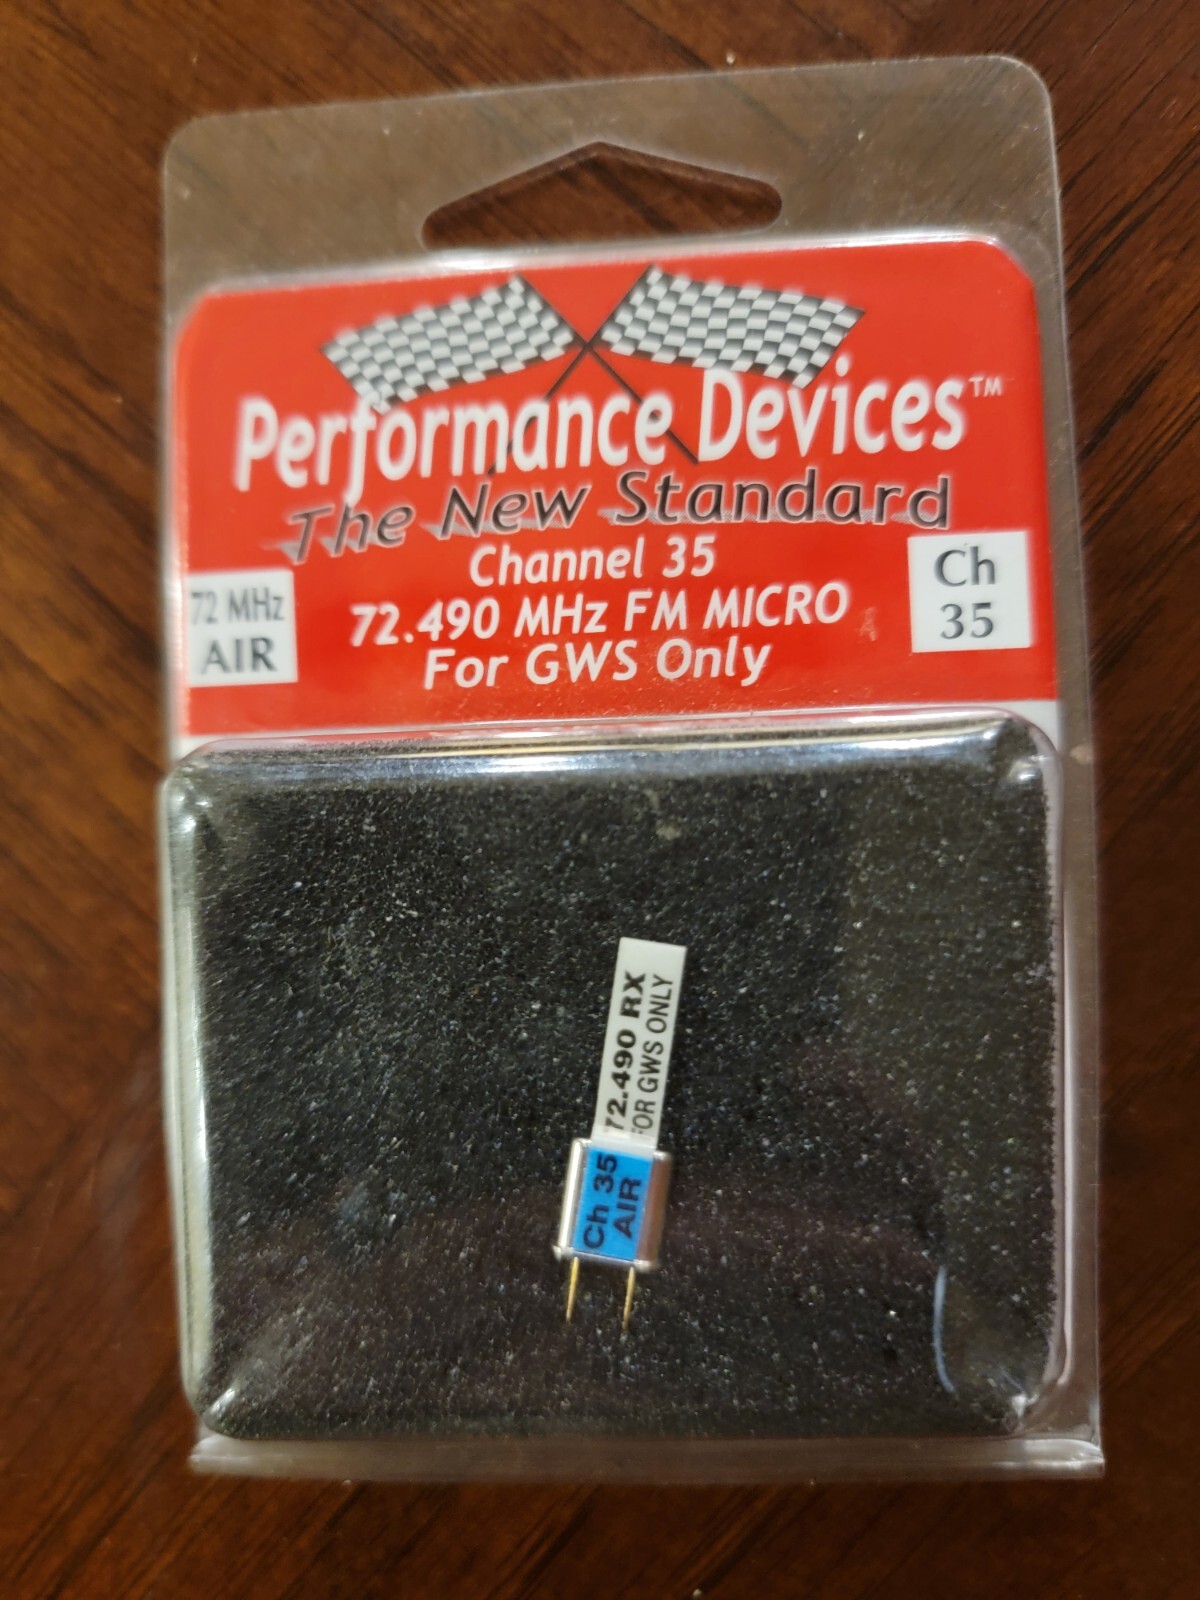 Performance Devices™
The New Standard
Channel 35
72.490 MHz FM MICRO
For GWS Only
72 MHz
AIR
Ch
35
72.490 RX
FOR GWS ONLY
Ch 35
AIR